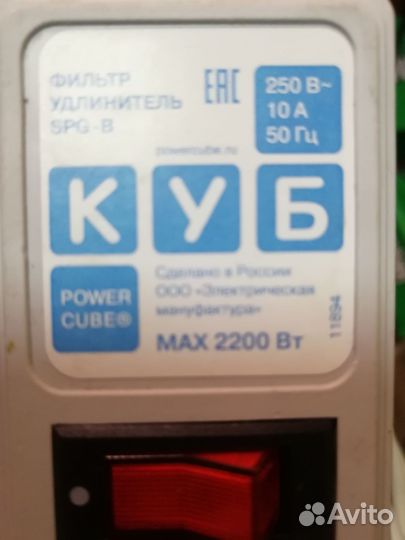 ФИЛЬТР
УДЛИНИТЕЛЬ
SPG-B
EAC
250 В~
10 А
50 Гц
powercube.ru
КУБ
POWER
CUBE®
Сделано в России
ООО «Электрическая
мануфактура»
MAX 2200 Вт
11894
Avito